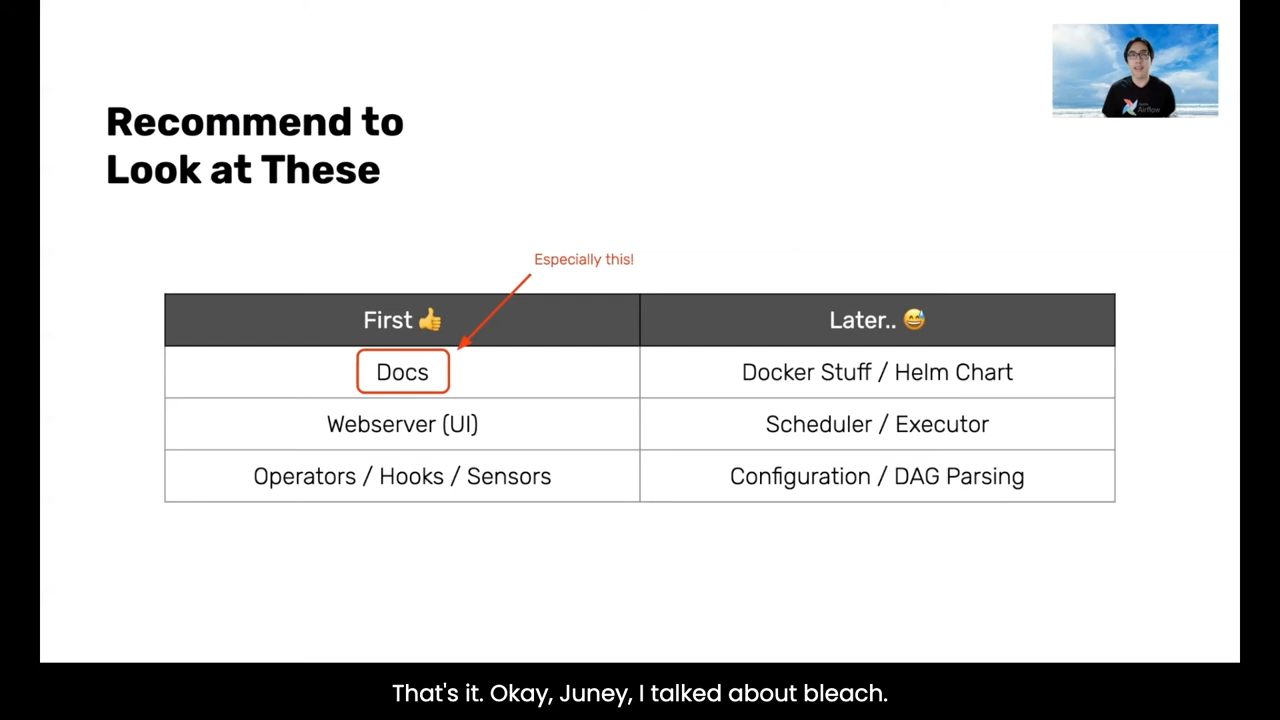 Recommend to
Look at These
Especially this!
First 👍
Later.. 😅
Docs
Docker Stuff / Helm Chart
Webserver (UI)
Scheduler / Executor
Operators / Hooks / Sensors
Configuration / DAG Parsing
Airflow
That's it. Okay, Juney, I talked about bleach.